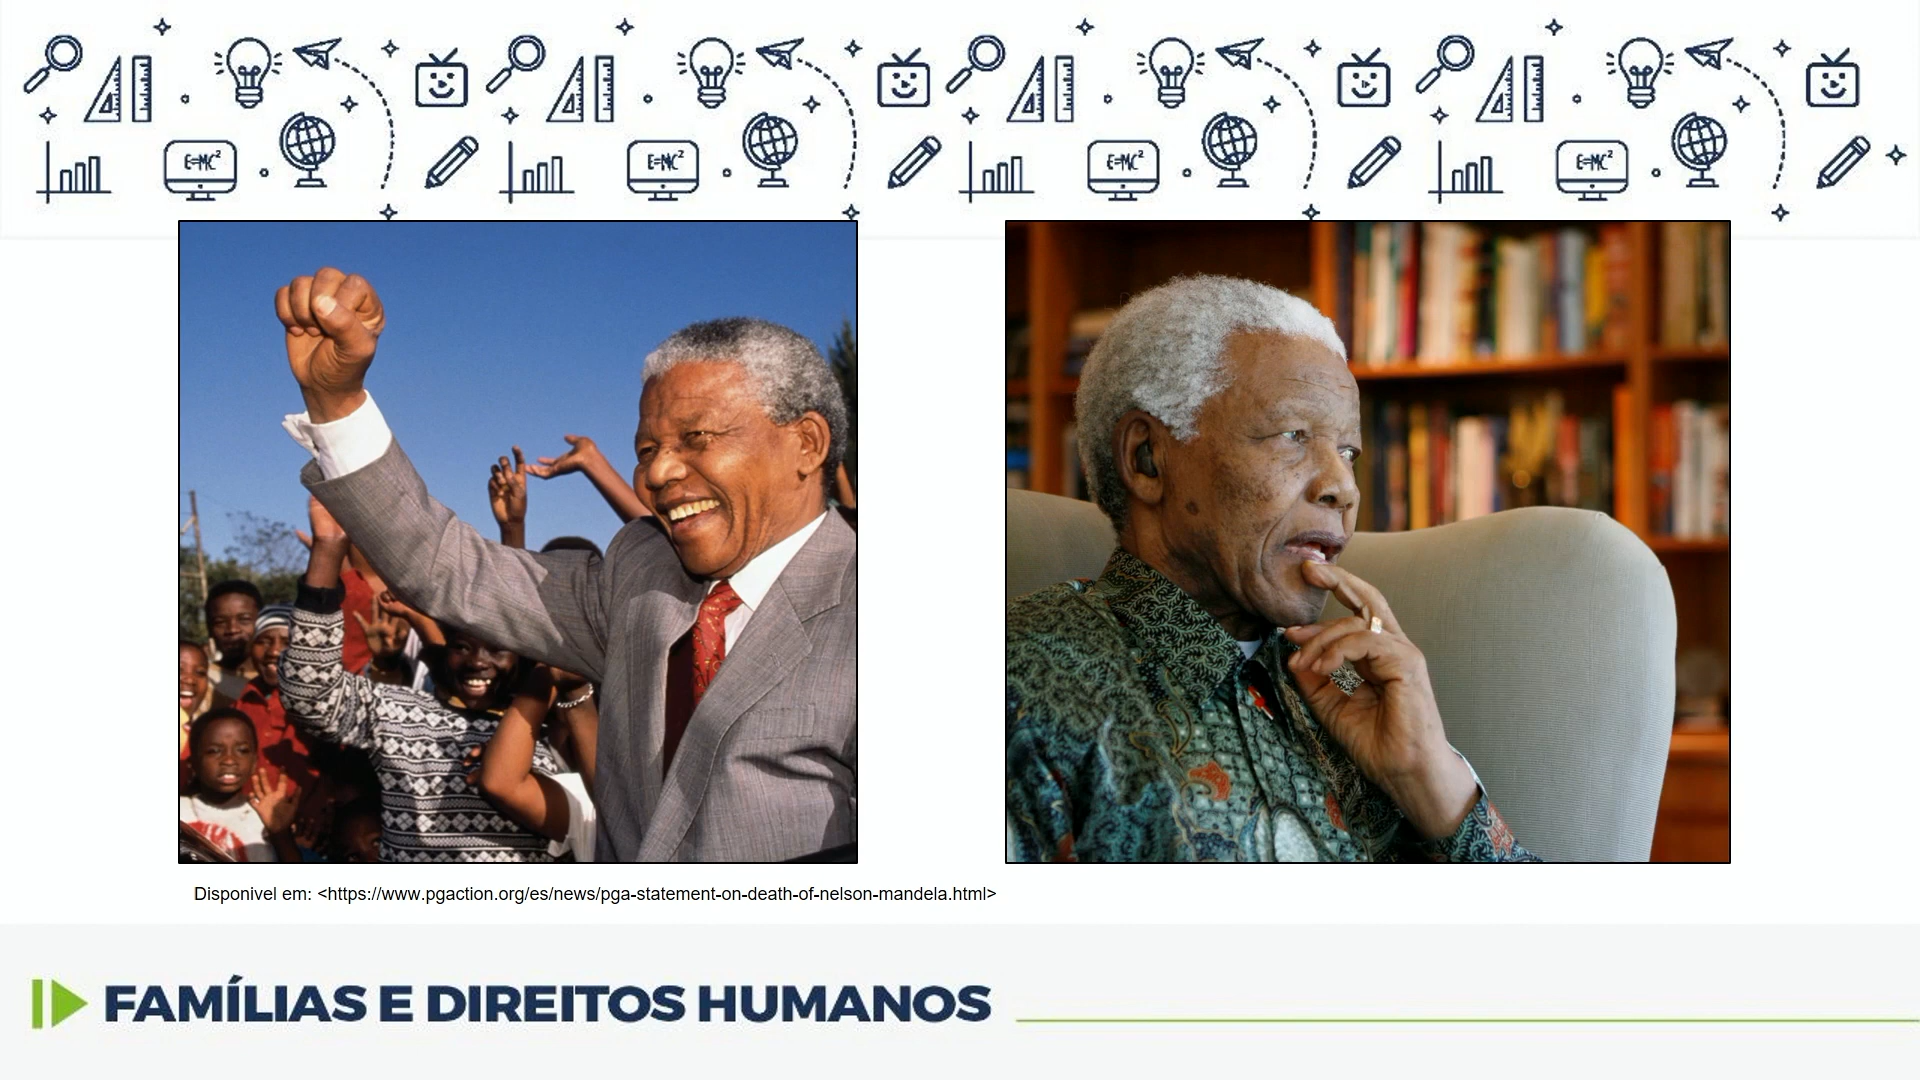 E=MC²
E=MC²
E=MC²
E=MC²
Disponivel em: <https://www.pgaction.org/es/news/pga-statement-on-death-of-nelson-mandela.html>
FAMÍLIAS E DIREITOS HUMANOS